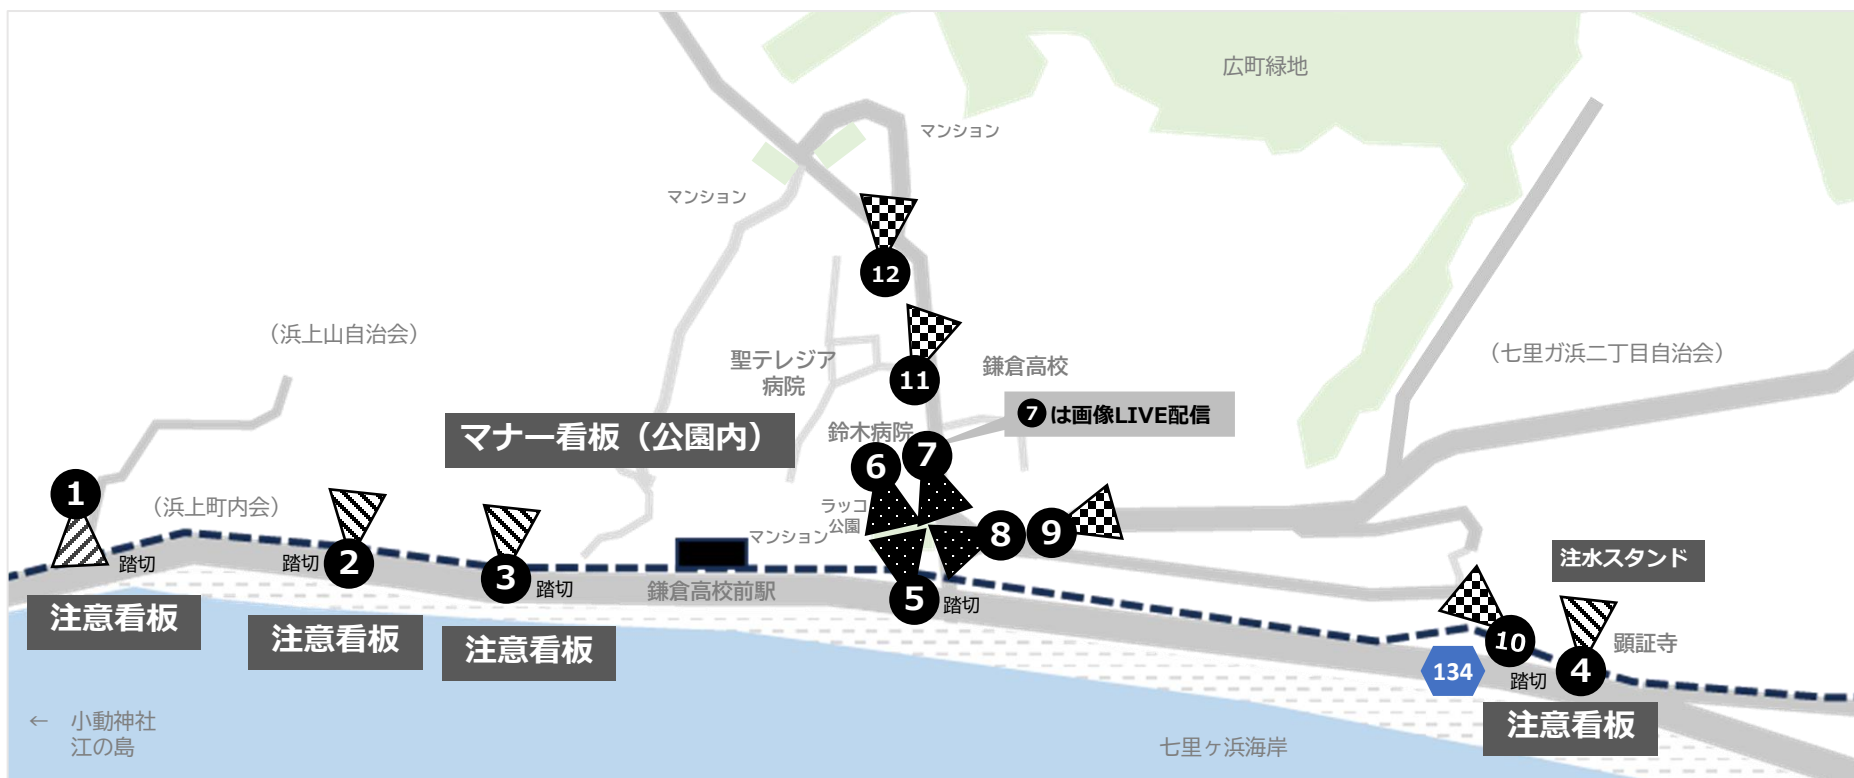 広町緑地
マンション
マンション
12
（浜上山自治会）
聖テレジア
病院
11
鎌倉高校
（七里ガ浜二丁目自治会）
7は画像LIVE配信
マナー看板（公園内）
鈴木病院
6
7
1
（浜上町内会）
ラッコ
公園
マンション
8
9
踏切
踏切
2
3
踏切
鎌倉高校前駅
5
踏切
注水スタンド
注意看板
注意看板
注意看板
10
顕証寺
134
踏切
4
注意看板
← 小動神社
江の島
七里ヶ浜海岸